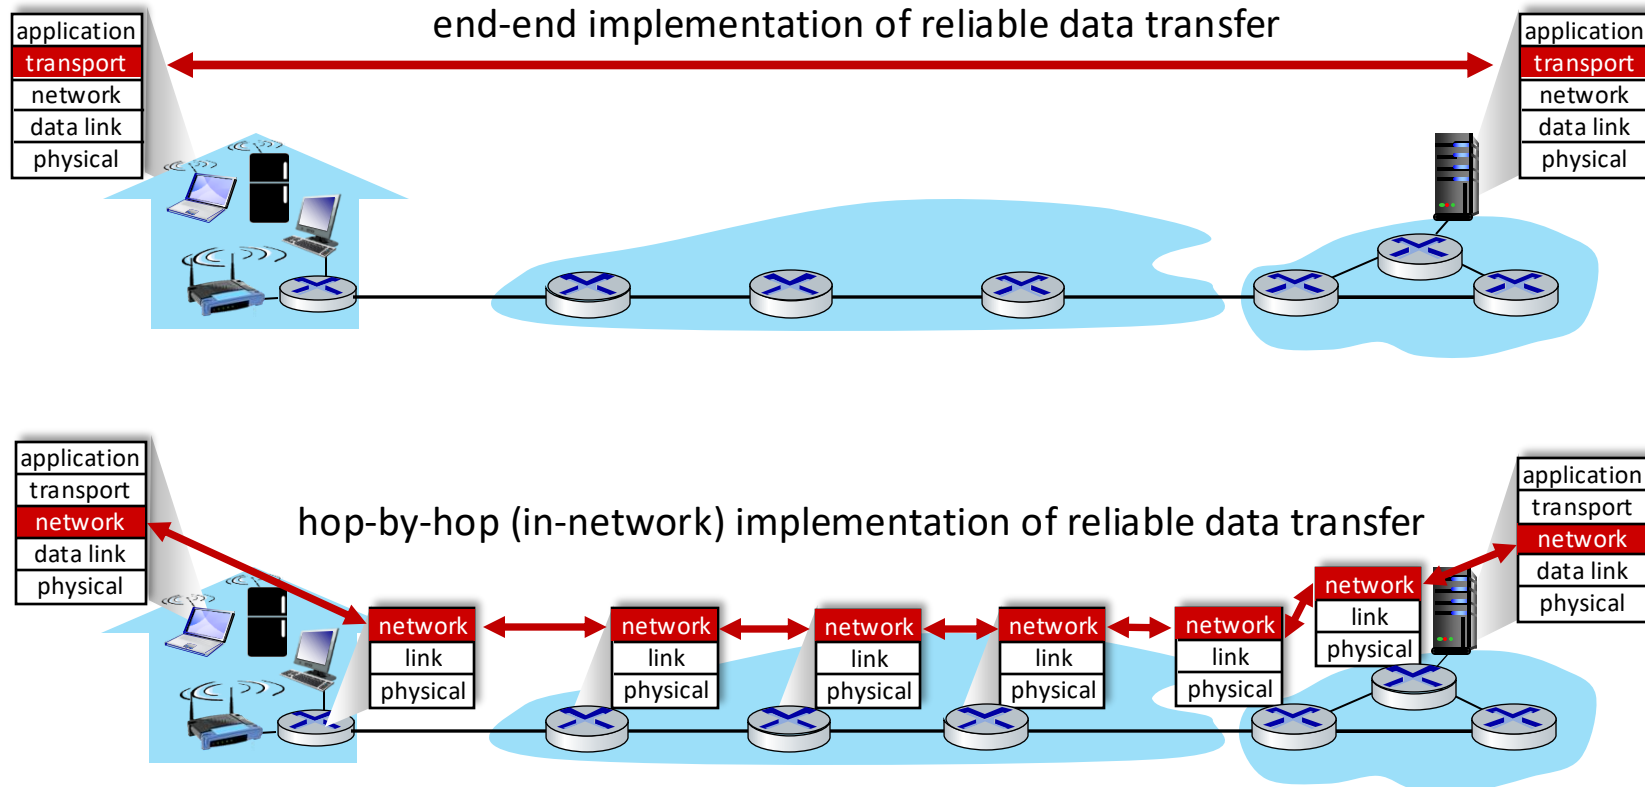 end-end implementation of reliable data transfer
application
transport
network
data link
physical
application
transport
network
data link
physical
hop-by-hop (in-network) implementation of reliable data transfer
application
transport
network
data link
physical
network
link
physical
network
link
physical
network
link
physical
network
link
physical
network
link
physical
network
link
physical
application
transport
network
data link
physical